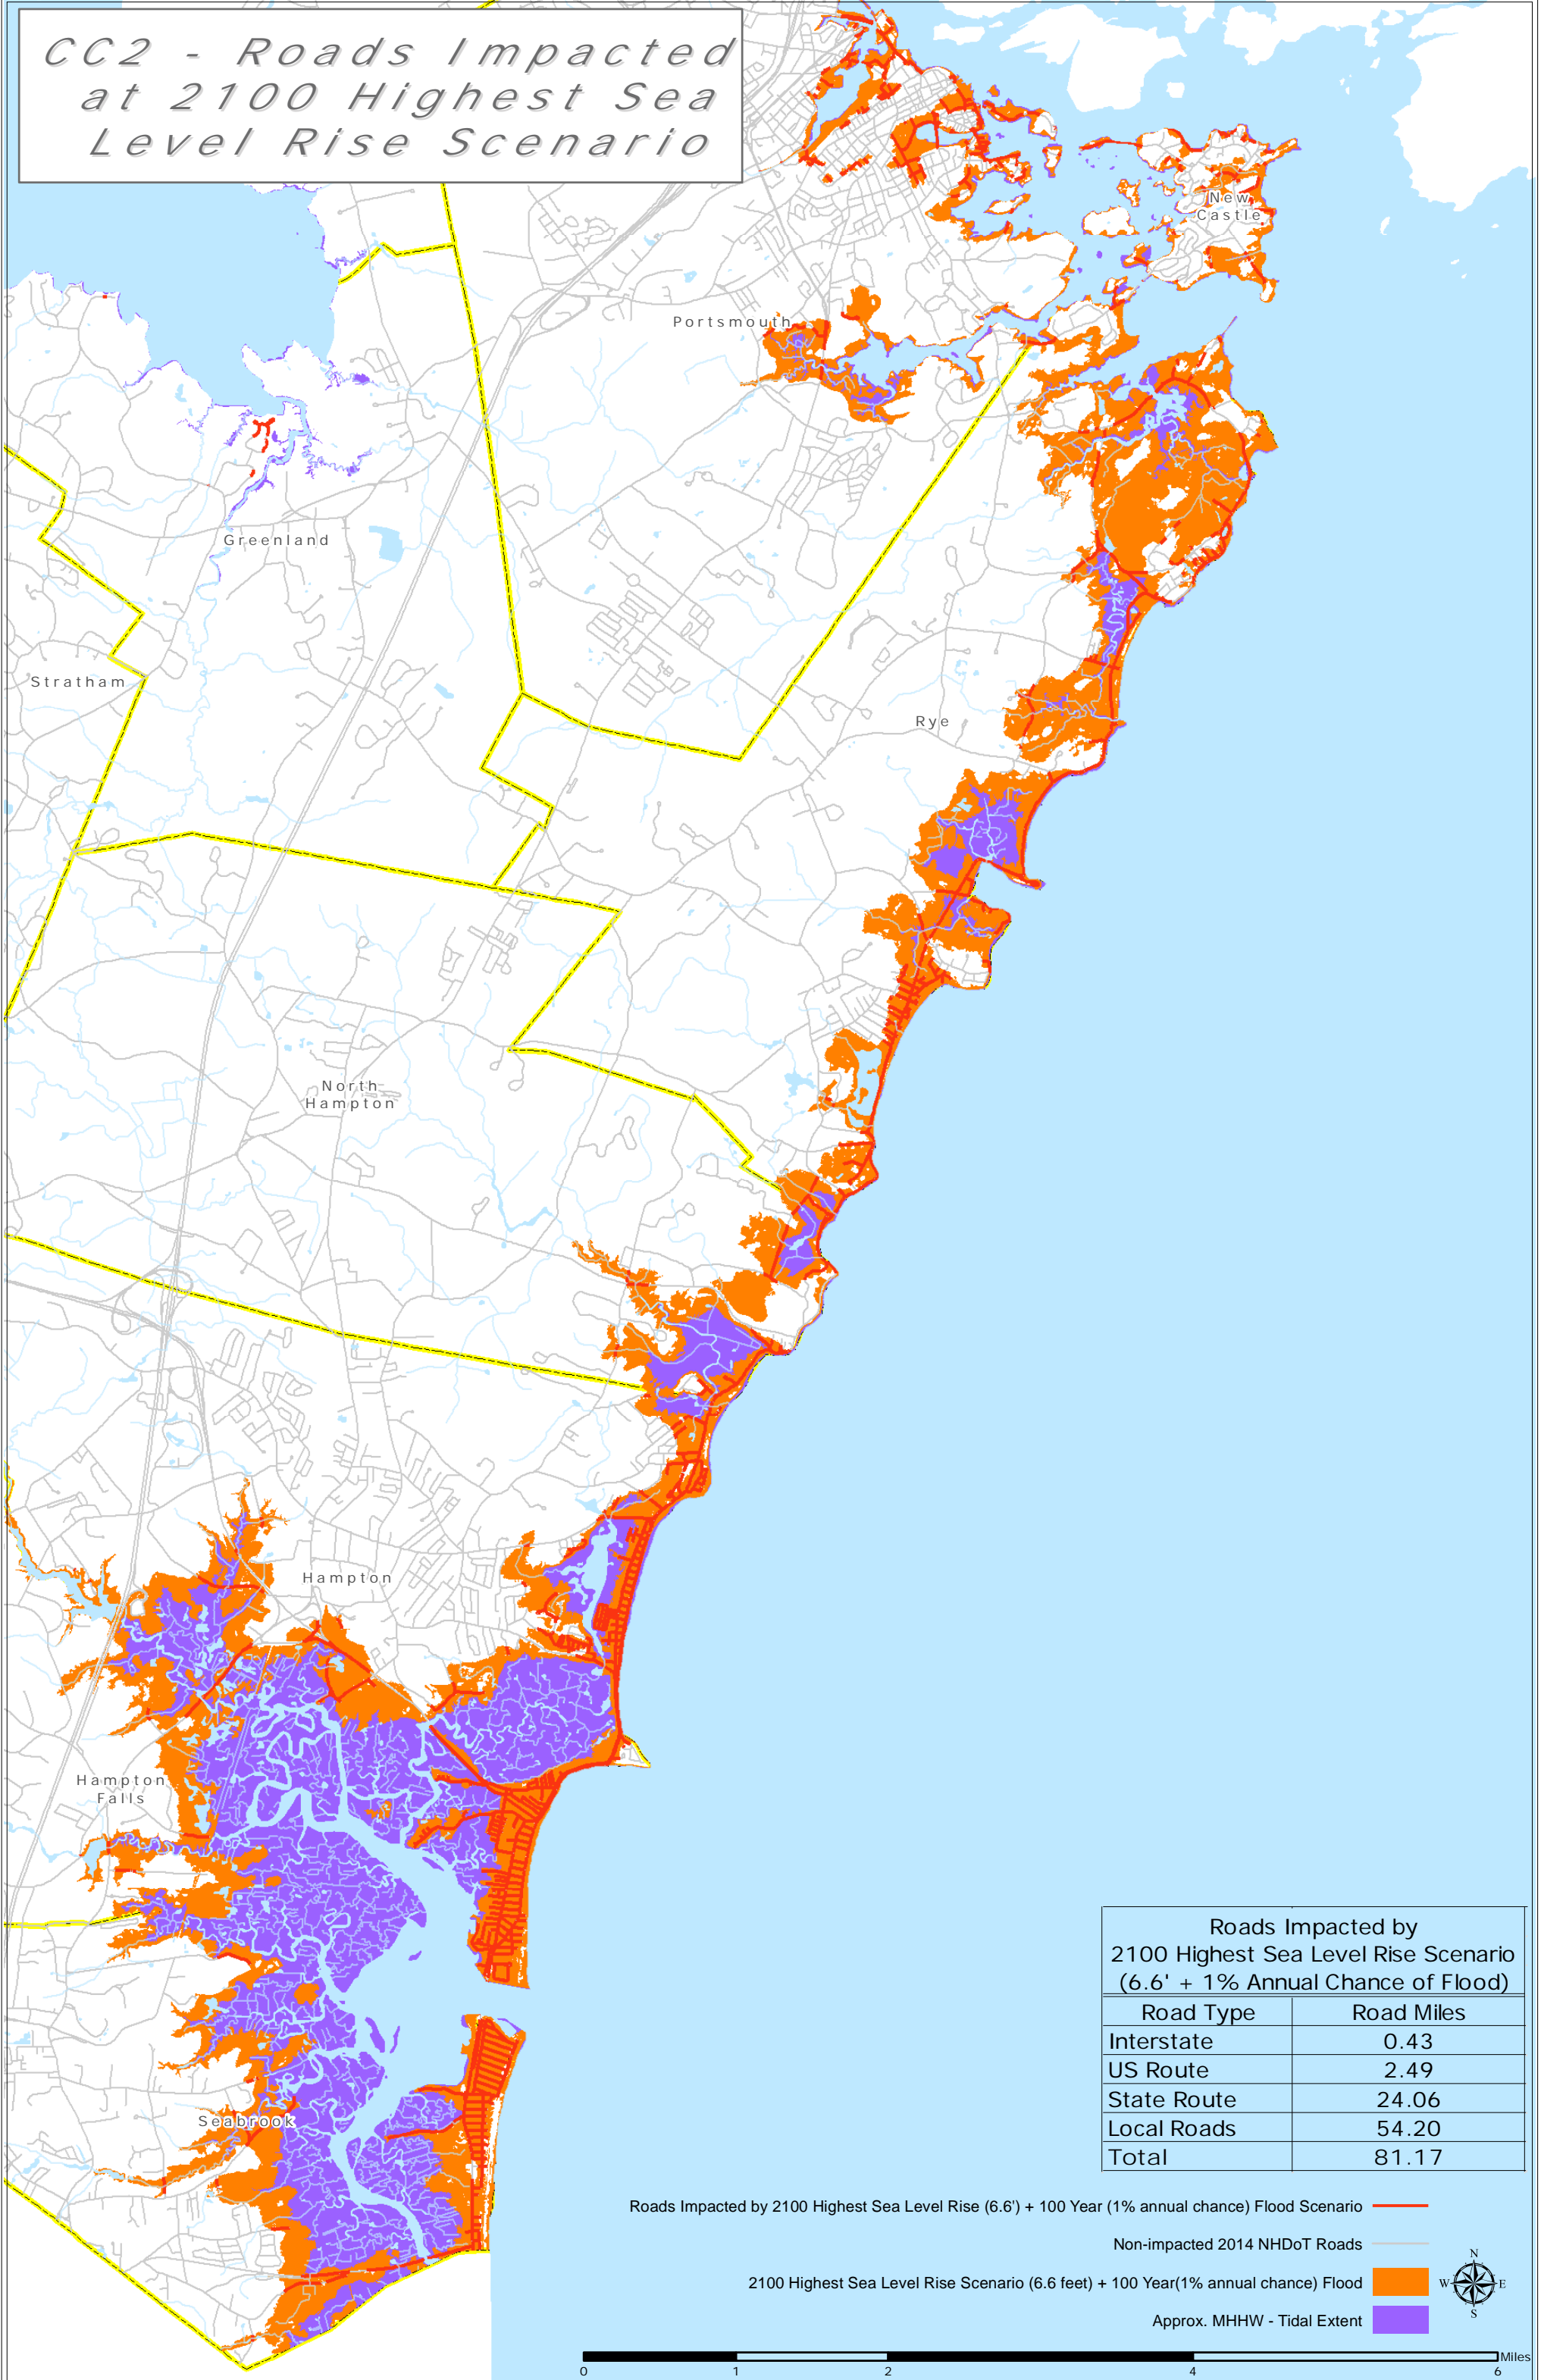 CC2 - Roads Impacted
at 2100 Highest Sea
Level Rise Scenario
New
Castle
Portsmouth
Greenland
Stratham
Rye
North
Hampton
Hampton
Hampton
Falls
Seabrook
Roads Impacted by
2100 Highest Sea Level Rise Scenario
(6.6' + 1% Annual Chance of Flood)
Road Type Road Miles
Interstate 0.43
US Route 2.49
State Route 24.06
Local Roads 54.20
Total 81.17
Roads Impacted by 2100 Highest Sea Level Rise (6.6') + 100 Year (1% annual chance) Flood Scenario
Non-impacted 2014 NHDoT Roads
2100 Highest Sea Level Rise Scenario (6.6 feet) + 100 Year(1% annual chance) Flood
Approx. MHHW - Tidal Extent
N
W E
S
Miles
0 1 2 4 6